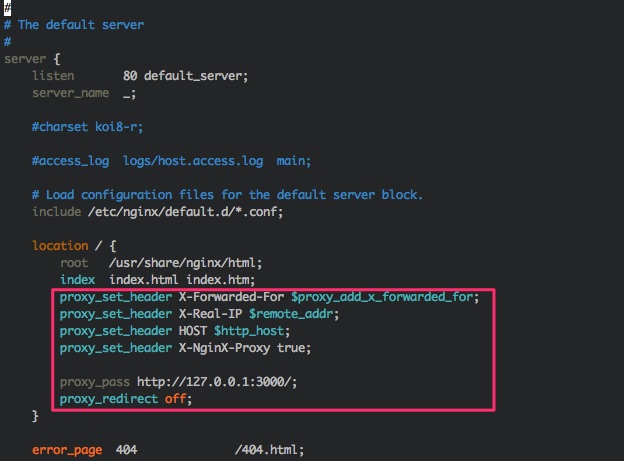 #
# The default server
#
server {
    listen       80 default_server;
    server_name  _;

    #charset koi8-r;

    #access_log  logs/host.access.log  main;

    # Load configuration files for the default server block.
    include /etc/nginx/default.d/*.conf;

    location / {
        root   /usr/share/nginx/html;
        index  index.html index.htm;
        proxy_set_header X-Forwarded-For $proxy_add_x_forwarded_for;
        proxy_set_header X-Real-IP $remote_addr;
        proxy_set_header HOST $http_host;
        proxy_set_header X-NginX-Proxy true;

        proxy_pass http://127.0.0.1:3000/;
        proxy_redirect off;
    }

    error_page  404              /404.html;